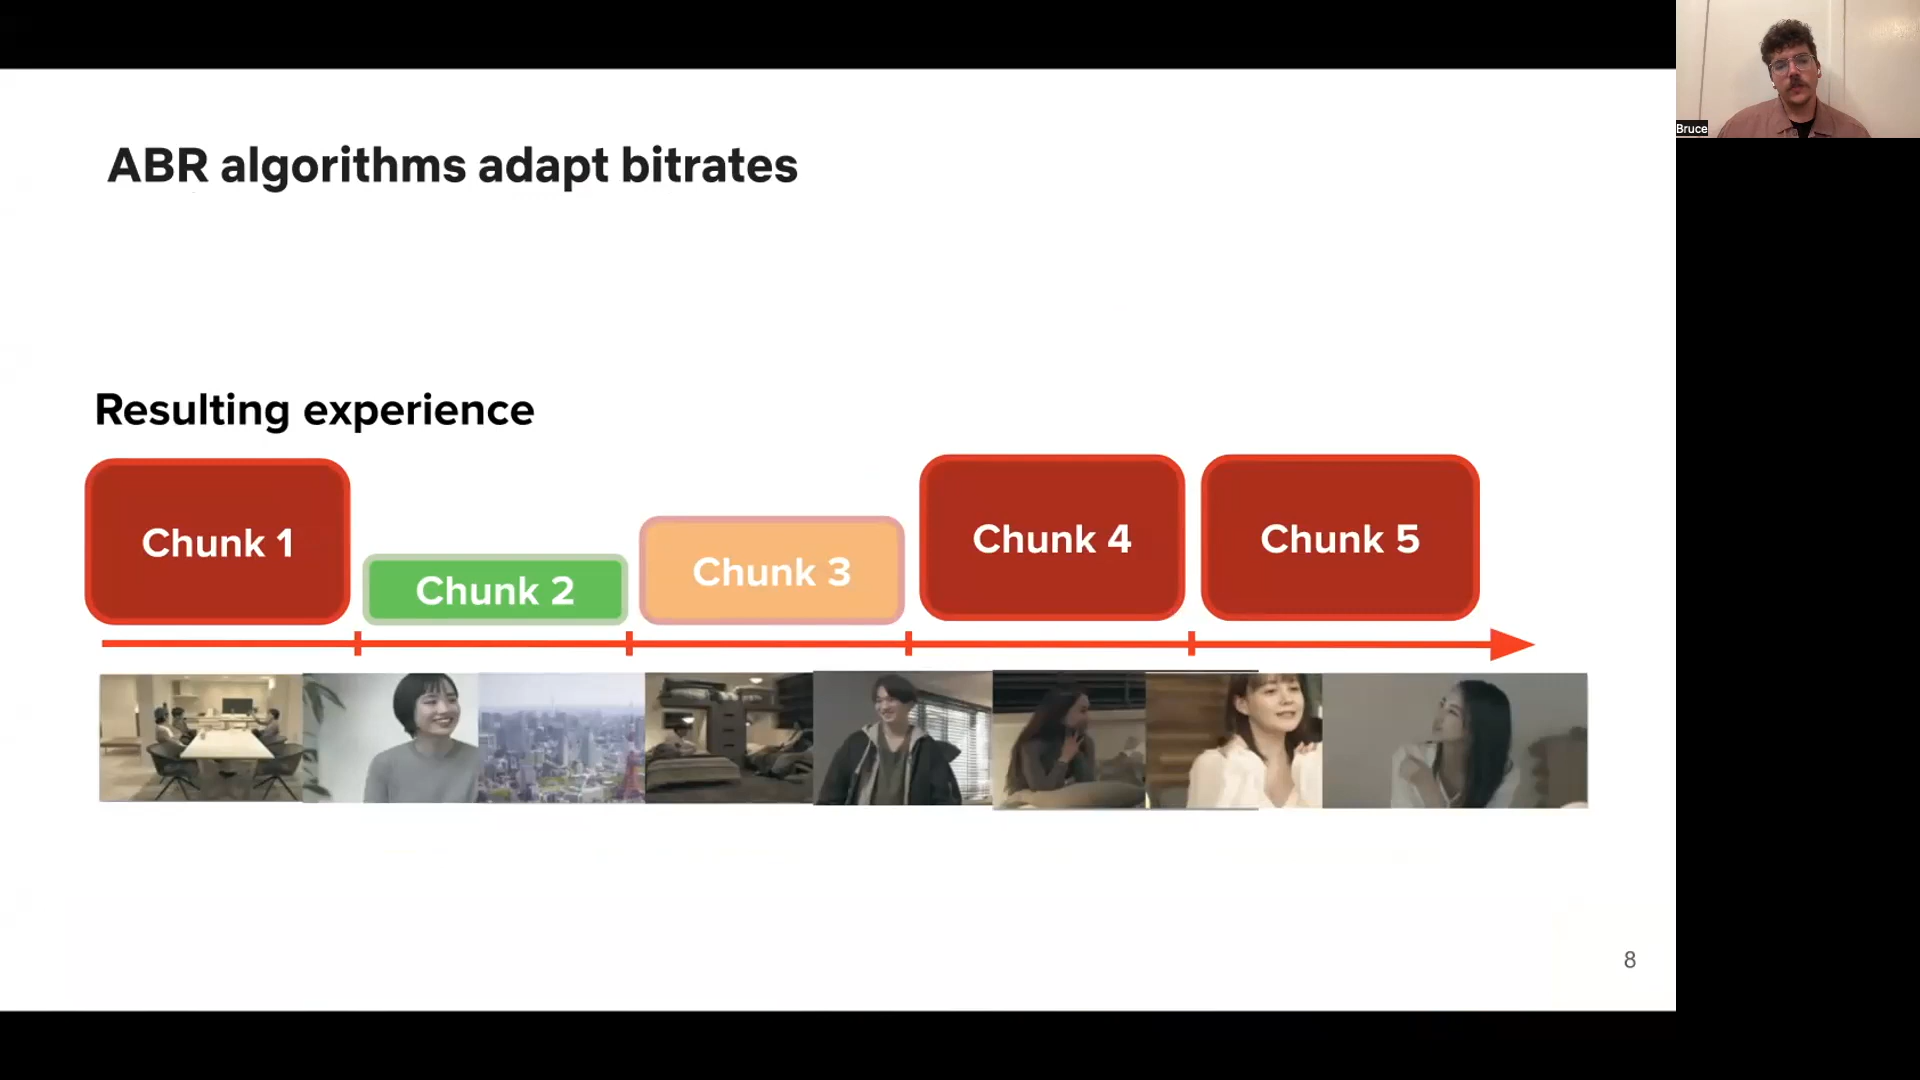 Bruce
ABR algorithms adapt bitrates
Resulting experience
Chunk 1
Chunk 2
Chunk 3
Chunk 4
Chunk 5
8